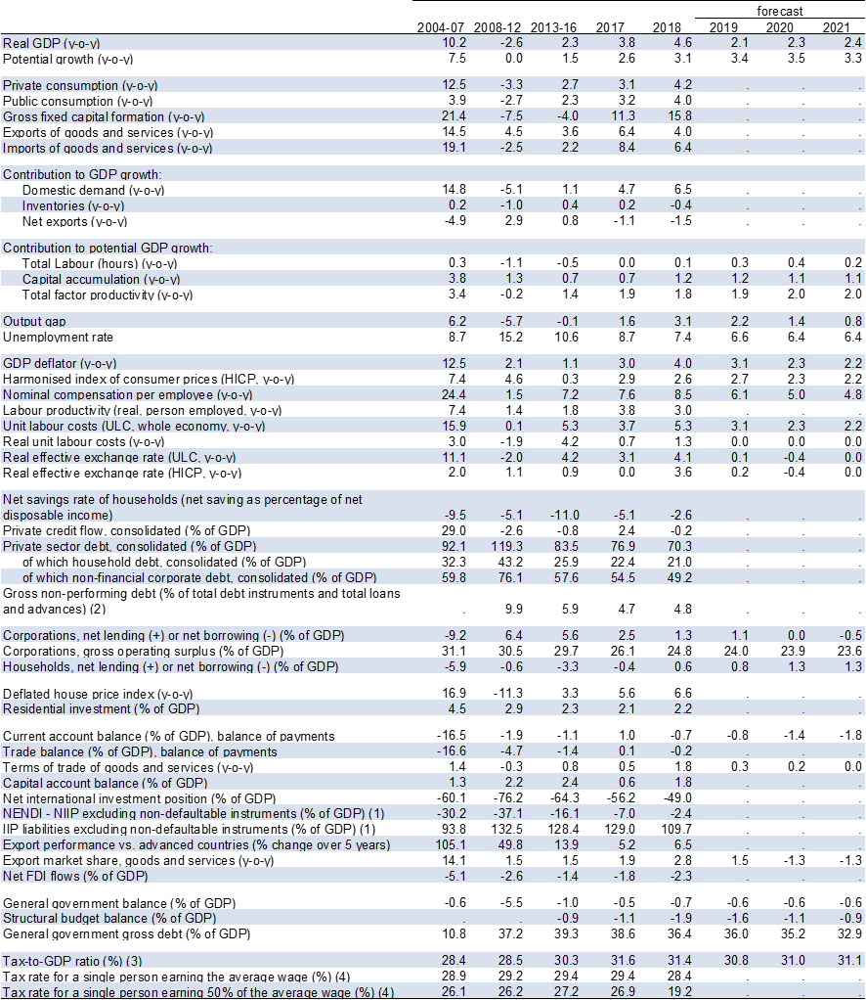 forecast
2004-07 2008-12 2013-16 2017 2018 2019 2020 2021
Real GDP (y-o-y) 10.2 -2.6 2.3 3.8 4.6 2.1 2.3 2.4
Potential growth (y-o-y) 7.5 0.0 1.5 2.6 3.1 3.4 3.5 3.3
Private consumption (y-o-y) 12.5 -3.3 2.7 3.1 4.2 . . .
Public consumption (y-o-y) 3.9 -2.7 2.3 3.2 4.0 . . .
Gross fixed capital formation (y-o-y) 21.4 -7.5 -4.0 11.3 15.8 . . .
Exports of goods and services (y-o-y) 14.5 4.5 3.6 6.4 4.0 . . .
Imports of goods and services (y-o-y) 19.1 -2.5 2.2 8.4 6.4 . . .
Contribution to GDP growth:
Domestic demand (y-o-y) 14.8 -5.1 1.1 4.7 6.5 . . .
Inventories (y-o-y) 0.2 -1.0 0.4 0.2 -0.4 . . .
Net exports (y-o-y) -4.9 2.9 0.8 -1.1 -1.5 . . .
Contribution to potential GDP growth:
Total Labour (hours) (y-o-y) 0.3 -1.1 -0.5 0.0 0.1 0.3 0.4 0.2
Capital accumulation (y-o-y) 3.8 1.3 0.7 0.7 1.2 1.2 1.1 1.1
Total factor productivity (y-o-y) 3.4 -0.2 1.4 1.9 1.8 1.9 2.0 2.0
Output gap 6.2 -5.7 -0.1 1.6 3.1 2.2 1.4 0.8
Unemployment rate 8.7 15.2 10.6 8.7 7.4 6.6 6.4 6.4
GDP deflator (y-o-y) 12.5 2.1 1.1 3.0 4.0 3.1 2.3 2.2
Harmonised index of consumer prices (HICP, y-o-y) 7.4 4.6 0.3 2.9 2.6 2.7 2.3 2.2
Nominal compensation per employee (y-o-y) 24.4 1.5 7.2 7.6 8.5 6.1 5.0 4.8
Labour productivity (real, person employed, y-o-y) 7.4 1.4 1.8 3.8 3.0 . . .
Unit labour costs (ULC, whole economy, y-o-y) 15.9 0.1 5.3 3.7 5.3 3.1 2.3 2.2
Real unit labour costs (y-o-y) 3.0 -1.9 4.2 0.7 1.3 0.0 0.0 0.0
Real effective exchange rate (ULC, y-o-y) 11.1 -2.0 4.2 3.1 4.1 0.1 -0.4 0.0
Real effective exchange rate (HICP, y-o-y) 2.0 1.1 0.9 0.0 3.6 0.2 -0.4 0.0
Net savings rate of households (net saving as percentage of net
disposable income) -9.5 -5.1 -11.0 -5.1 -2.6 . . .
Private credit flow, consolidated (% of GDP) 29.0 -2.6 -0.8 2.4 -0.2 . . .
Private sector debt, consolidated (% of GDP) 92.1 119.3 83.5 76.9 70.3 . . .
of which household debt, consolidated (% of GDP) 32.3 43.2 25.9 22.4 21.0 . . .
of which non-financial corporate debt, consolidated (% of GDP) 59.8 76.1 57.6 54.5 49.2 . . .
Gross non-performing debt (% of total debt instruments and total loans
and advances) (2) . 9.9 5.9 4.7 4.8 . . .
Corporations, net lending (+) or net borrowing (-) (% of GDP) -9.2 6.4 5.6 2.5 1.3 1.1 0.0 -0.5
Corporations, gross operating surplus (% of GDP) 31.1 30.5 29.7 26.1 24.8 24.0 23.9 23.6
Households, net lending (+) or net borrowing (-) (% of GDP) -5.9 -0.6 -3.3 -0.4 0.6 0.8 1.3 1.3
Deflated house price index (y-o-y) 16.9 -11.3 3.3 5.6 6.6 . . .
Residential investment (% of GDP) 4.5 2.9 2.3 2.1 2.2 . . .
Current account balance (% of GDP), balance of payments -16.5 -1.9 -1.1 1.0 -0.7 -0.8 -1.4 -1.8
Trade balance (% of GDP), balance of payments -16.6 -4.7 -1.4 0.1 -0.2 . . .
Terms of trade of goods and services (y-o-y) 1.4 -0.3 0.8 0.5 1.8 0.3 0.2 0.0
Capital account balance (% of GDP) 1.3 2.2 2.4 0.6 1.8 . . .
Net international investment position (% of GDP) -60.1 -76.2 -64.3 -56.2 -49.0 . . .
NENDI - NIIP excluding non-defaultable instruments (% of GDP) (1) -30.2 -37.1 -16.1 -7.0 -2.4 . . .
IIP liabilities excluding non-defaultable instruments (% of GDP) (1) 93.8 132.5 128.4 129.0 109.7 . . .
Export performance vs. advanced countries (% change over 5 years) 105.1 49.8 13.9 5.2 6.5 . . .
Export market share, goods and services (y-o-y) 14.1 1.5 1.5 1.9 2.8 1.5 -1.3 -1.3
Net FDI flows (% of GDP) -5.1 -2.6 -1.4 -1.8 -2.3 . . .
General government balance (% of GDP) -0.6 -5.5 -1.0 -0.5 -0.7 -0.6 -0.6 -0.6
Structural budget balance (% of GDP) . . -0.9 -1.1 -1.9 -1.6 -1.1 -0.9
General government gross debt (% of GDP) 10.8 37.2 39.3 38.6 36.4 36.0 35.2 32.9
Tax-to-GDP ratio (%) (3) 28.4 28.5 30.3 31.6 31.4 30.8 31.0 31.1
Tax rate for a single person earning the average wage (%) (4) 28.9 29.2 29.4 29.4 28.4 . . .
Tax rate for a single person earning 50% of the average wage (%) (4) 26.1 26.2 27.2 26.9 19.2 . . .